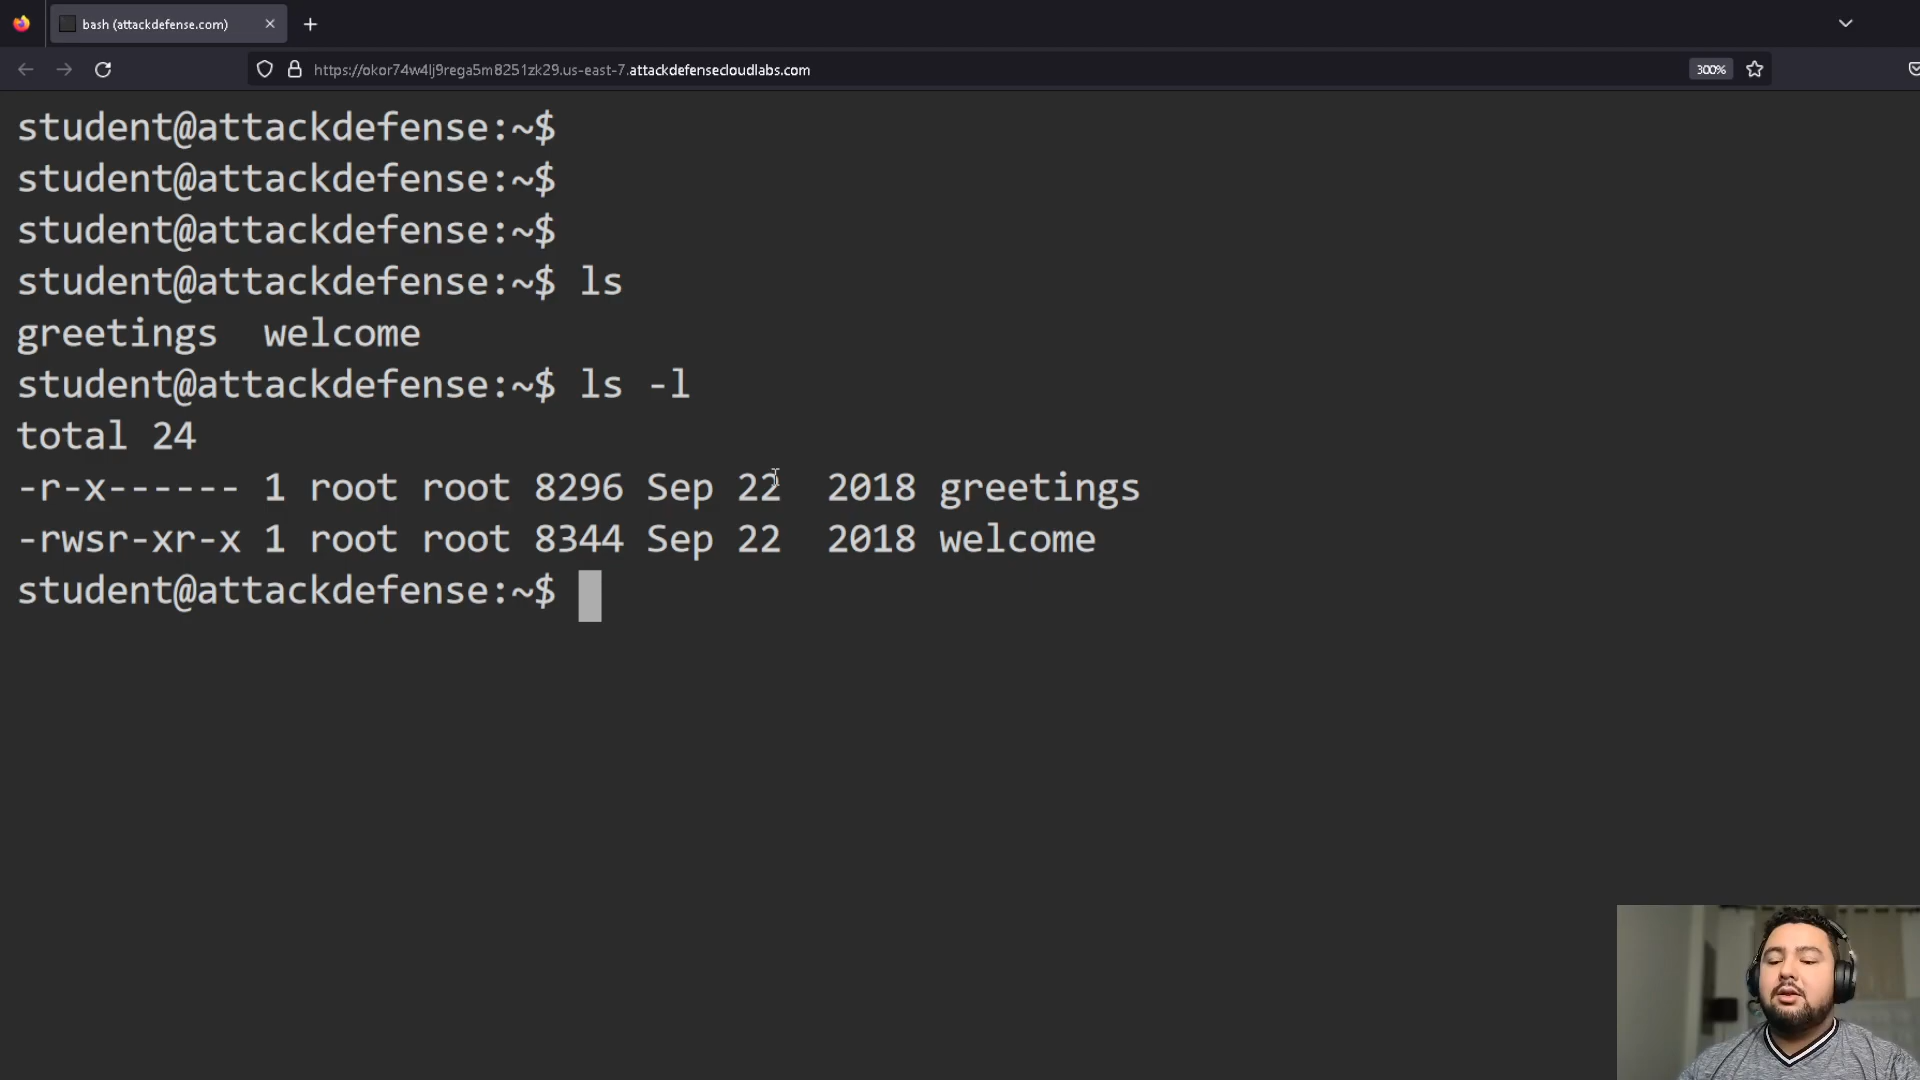 bash (attackdefense.com)
https://okor74w4lj9rega5m8251zk29.us-east-7.attackdefensecloudlabs.com 300%
student@attackdefense:~$
student@attackdefense:~$
student@attackdefense:~$
student@attackdefense:~$ ls
greetings  welcome
student@attackdefense:~$ ls -l
total 24
-r-x------ 1 root root 8296 Sep 22  2018 greetings
-rwsr-xr-x 1 root root 8344 Sep 22  2018 welcome
student@attackdefense:~$